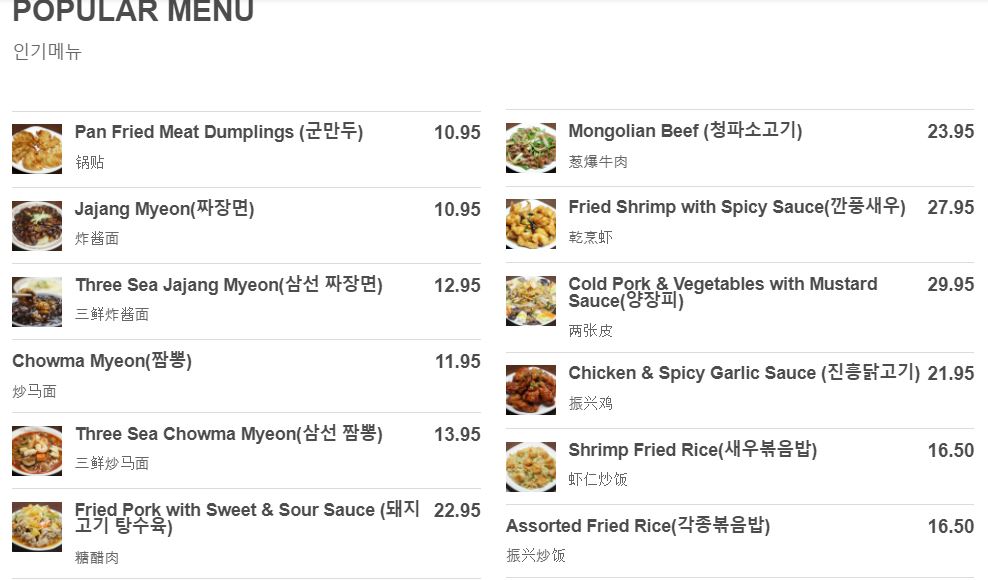 POPULAR MENU
인기메뉴
Pan Fried Meat Dumplings (군만두) 10.95
锅贴
Jajang Myeon(짜장면) 10.95
炸酱面
Three Sea Jajang Myeon(삼선 짜장면) 12.95
三鲜炸酱面
Chowma Myeon(짬뽕) 11.95
炒马面
Three Sea Chowma Myeon(삼선 짬뽕) 13.95
三鲜炒马面
Fried Pork with Sweet & Sour Sauce (돼지 22.95
고기 탕수육)
糖醋肉
Mongolian Beef (청파소고기) 23.95
葱爆牛肉
Fried Shrimp with Spicy Sauce(깐풍새우) 27.95
乾烹虾
Cold Pork & Vegetables with Mustard 29.95
Sauce(양장피)
两张皮
Chicken & Spicy Garlic Sauce (진흥닭고기) 21.95
振兴鸡
Shrimp Fried Rice(새우볶음밥) 16.50
虾仁炒饭
Assorted Fried Rice(각종볶음밥) 16.50
振兴炒饭